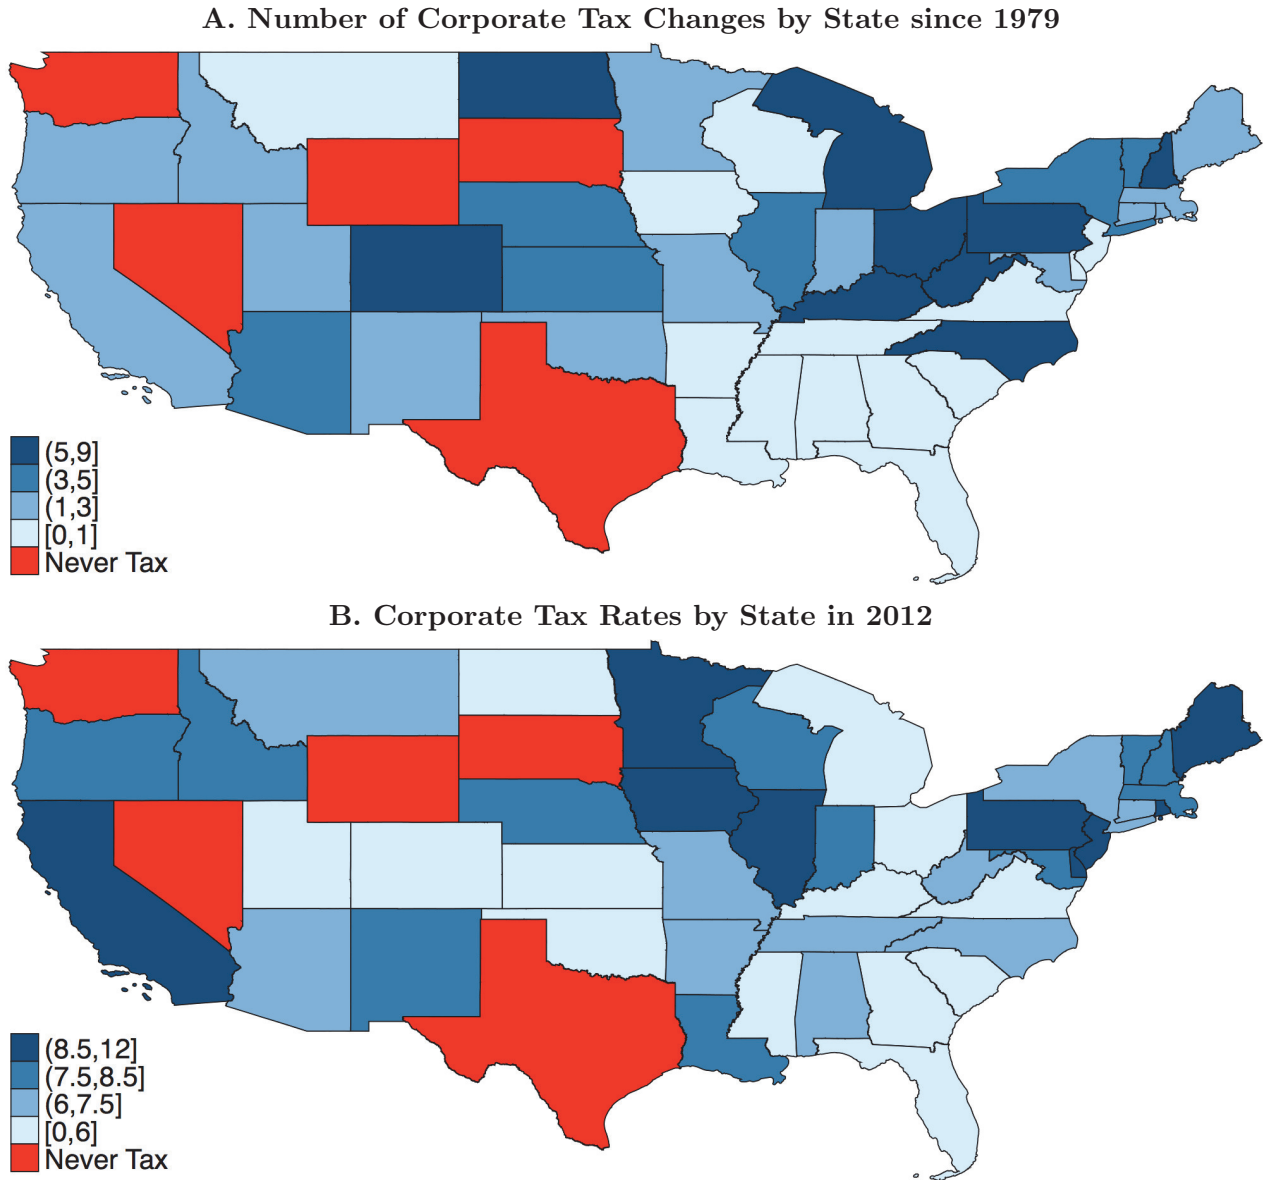 A. Number of Corporate Tax Changes by State since 1979
(5,9]
(3,5]
(1,3]
[0,1]
Never Tax
B. Corporate Tax Rates by State in 2012
(8.5,12]
(7.5,8.5]
(6,7.5]
[0,6]
Never Tax